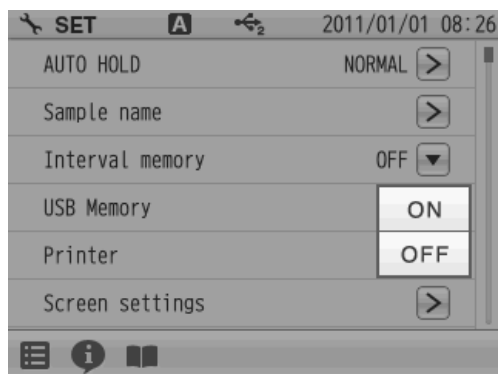 SET A 2 2011/01/01 08:26
AUTO HOLD NORMAL >
Sample name >
Interval memory OFF ▼
USB Memory ON
Printer OFF
Screen settings >